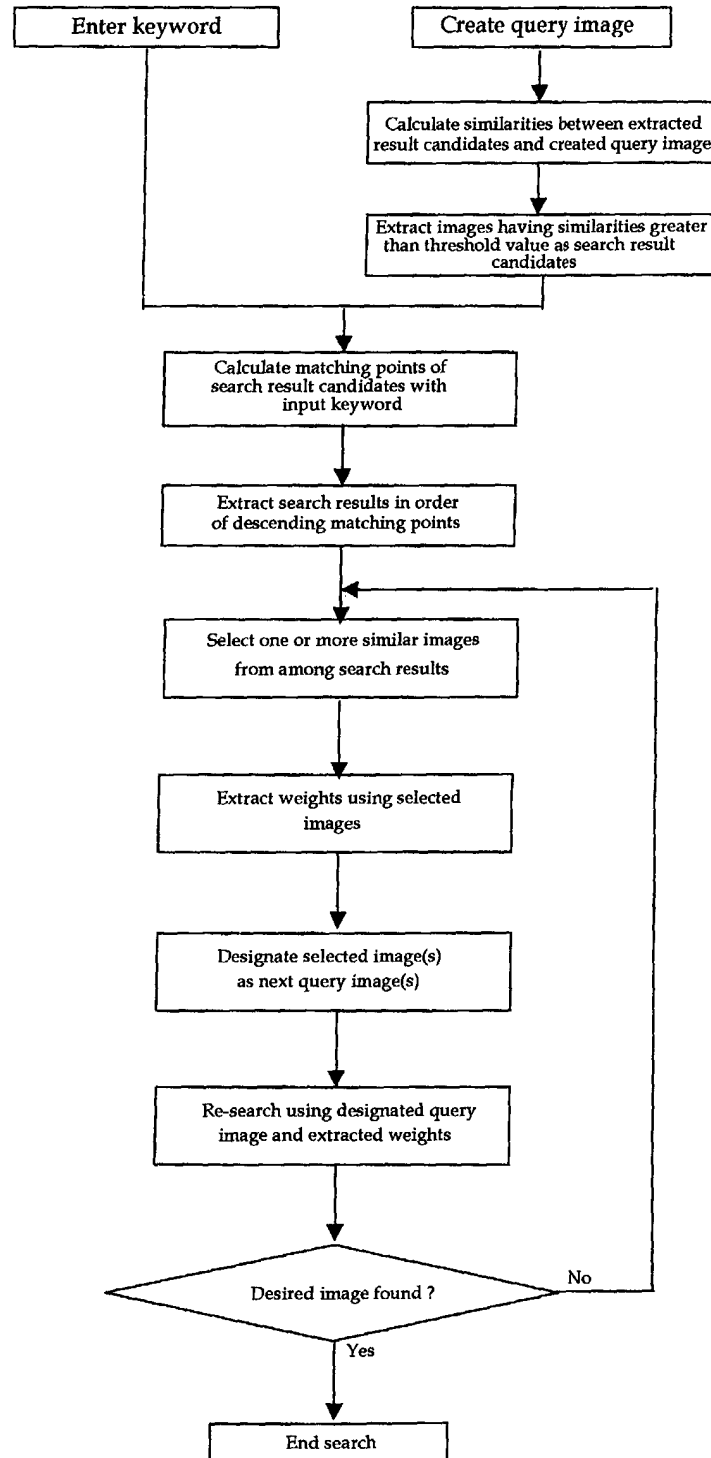 Enter keyword
Create query image
Calculate similarities between extracted
result candidates and created query image
Extract images having similarities greater
than threshold value as search result
candidates
Calculate matching points of
search result candidates with
input keyword
Extract search results in order
of descending matching points
Select one or more similar images
from among search results
Extract weights using selected
images
Designate selected image(s)
as next query image(s)
Re-search using designated query
image and extracted weights
Desired image found ?
No
Yes
End search